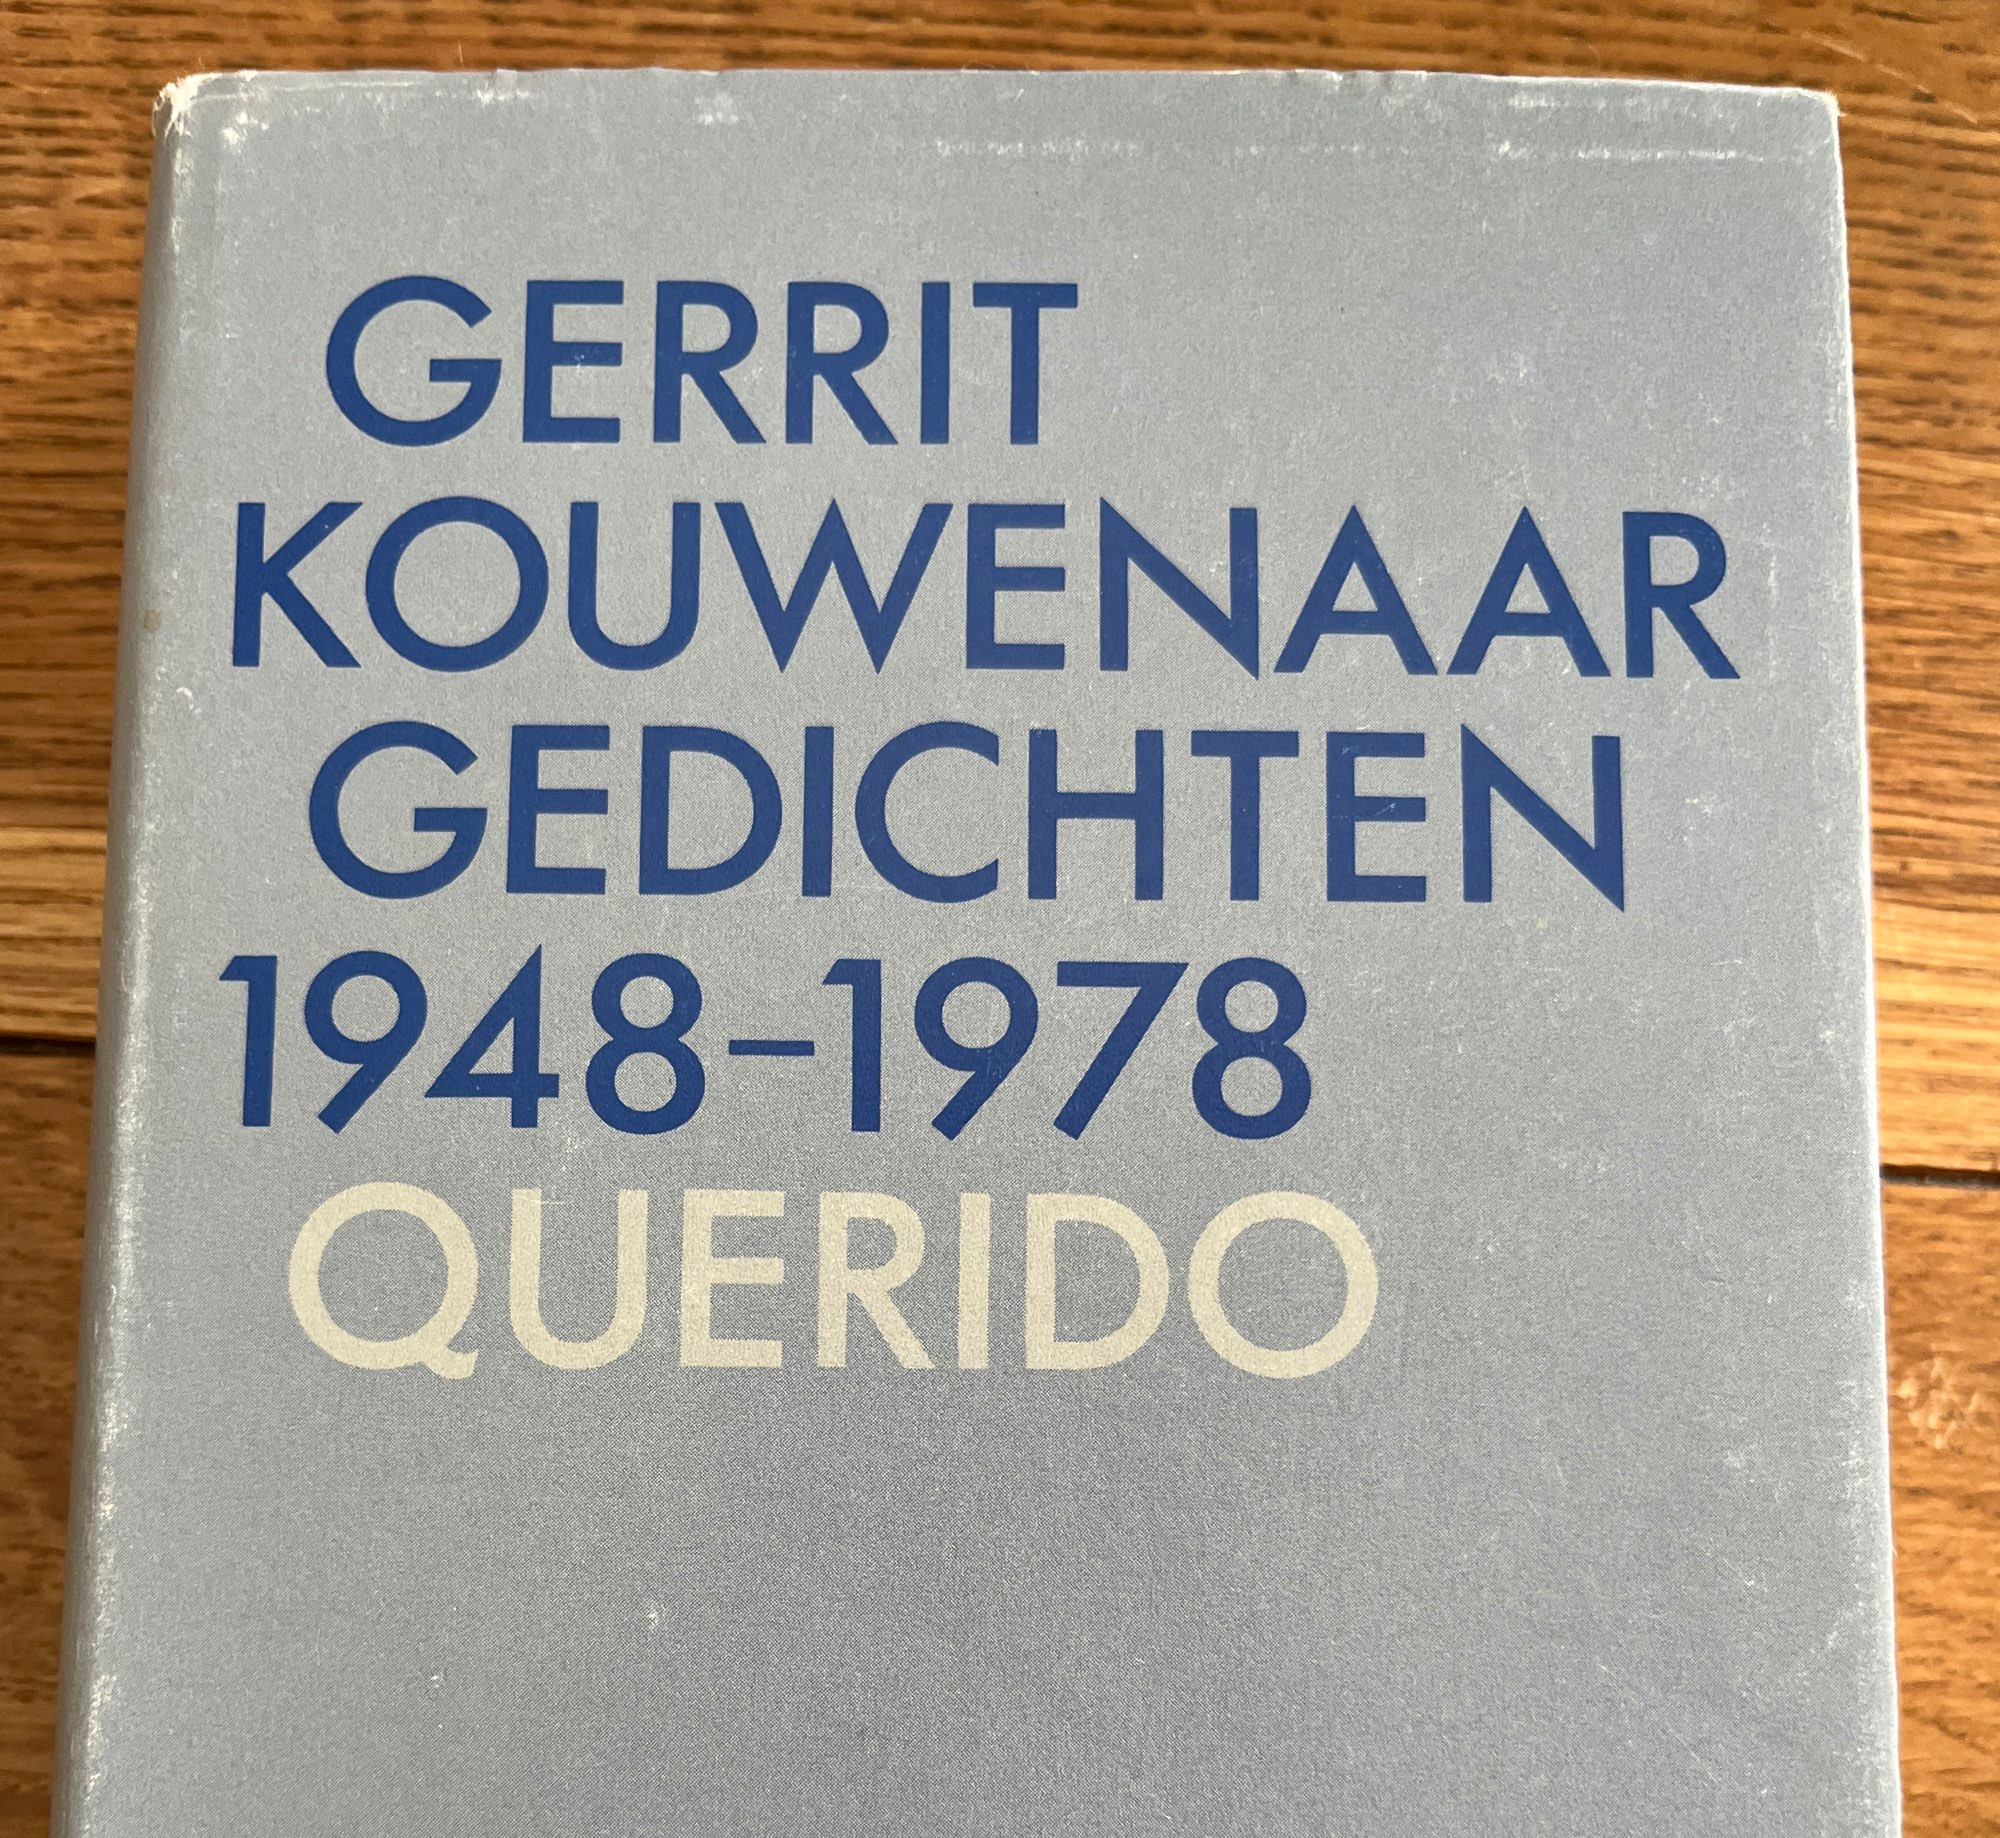 GERRIT
KOUWENAAR
GEDICHTEN
1948–1978
QUERIDO